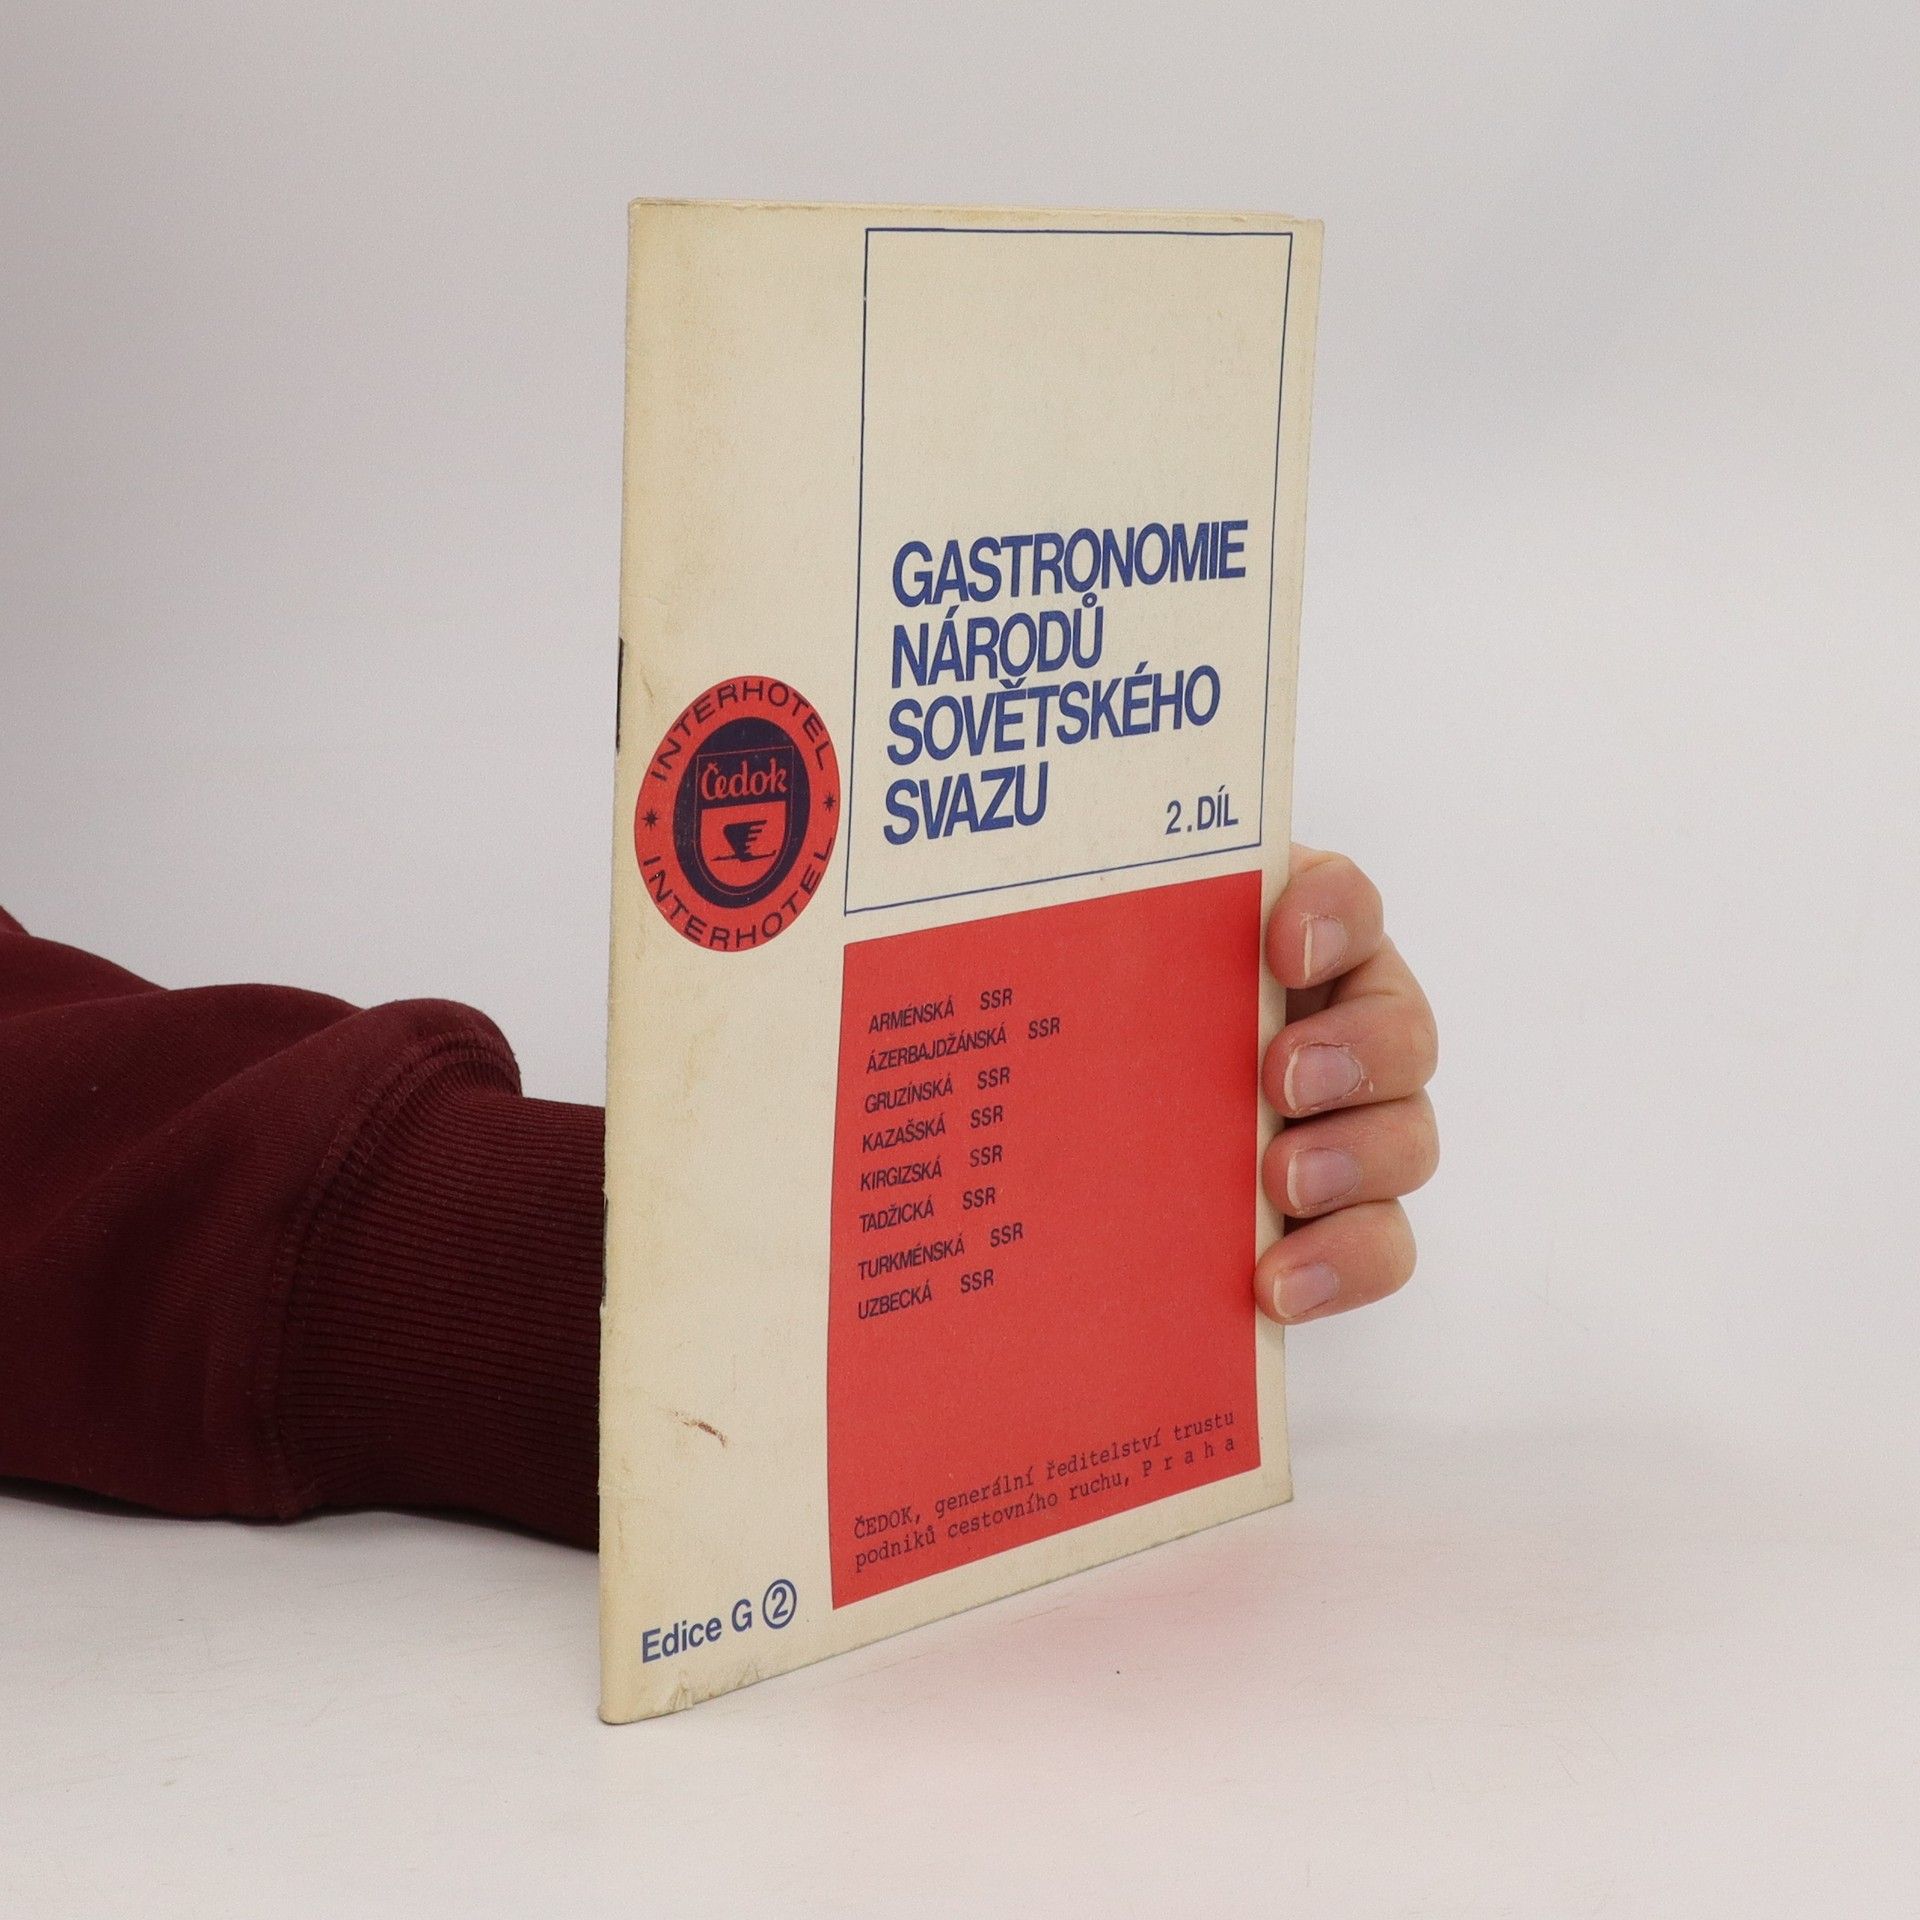 GASTRONOMIE
NÁRODŮ
SOVĚTSKÉHO
SVAZU
2.DÍL
INTERHOTEL
Čedok
INTERHOTEL
ARMÉNSKÁ SSR
ÁZERBAJDŽÁNSKÁ SSR
GRUZÍNSKÁ SSR
KAZAŠSKÁ SSR
KIRGIZSKÁ SSR
TADŽICKÁ SSR
TURKMÉNSKÁ SSR
UZBECKÁ SSR
ČEDOK, generální ředitelství trustu
podniků cestovního ruchu, P r a h a
Edice G 2